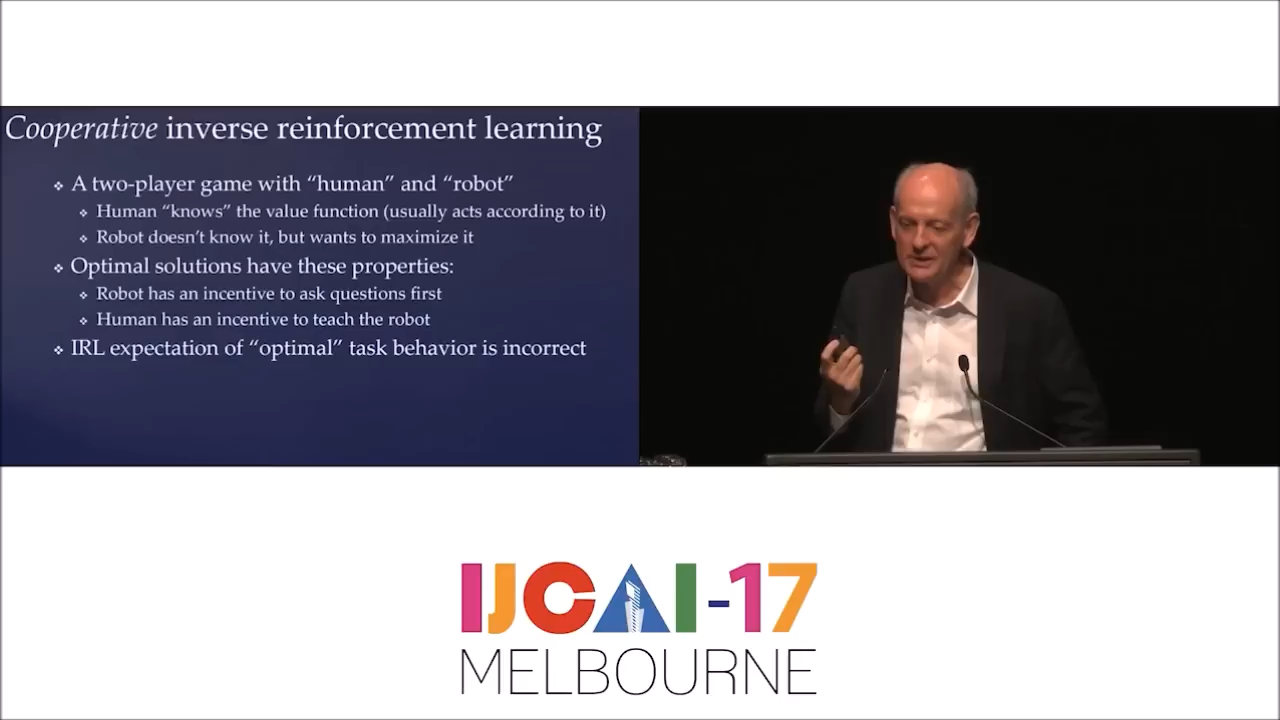 Cooperative inverse reinforcement learning
❖ A two-player game with “human” and “robot”
❖ Human “knows” the value function (usually acts according to it)
❖ Robot doesn’t know it, but wants to maximize it
❖ Optimal solutions have these properties:
❖ Robot has an incentive to ask questions first
❖ Human has an incentive to teach the robot
❖ IRL expectation of “optimal” task behavior is incorrect
IJCAI-17
MELBOURNE